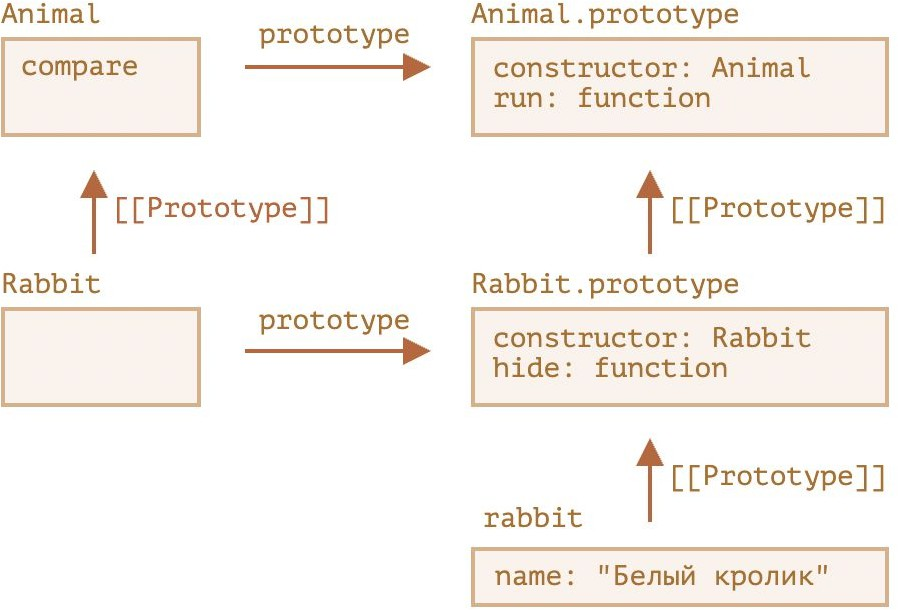 Animal
prototype
Animal.prototype
compare
constructor: Animal
run: function
[[Prototype]]
[[Prototype]]
Rabbit
prototype
Rabbit.prototype
constructor: Rabbit
hide: function
[[Prototype]]
rabbit
name: "Белый кролик"